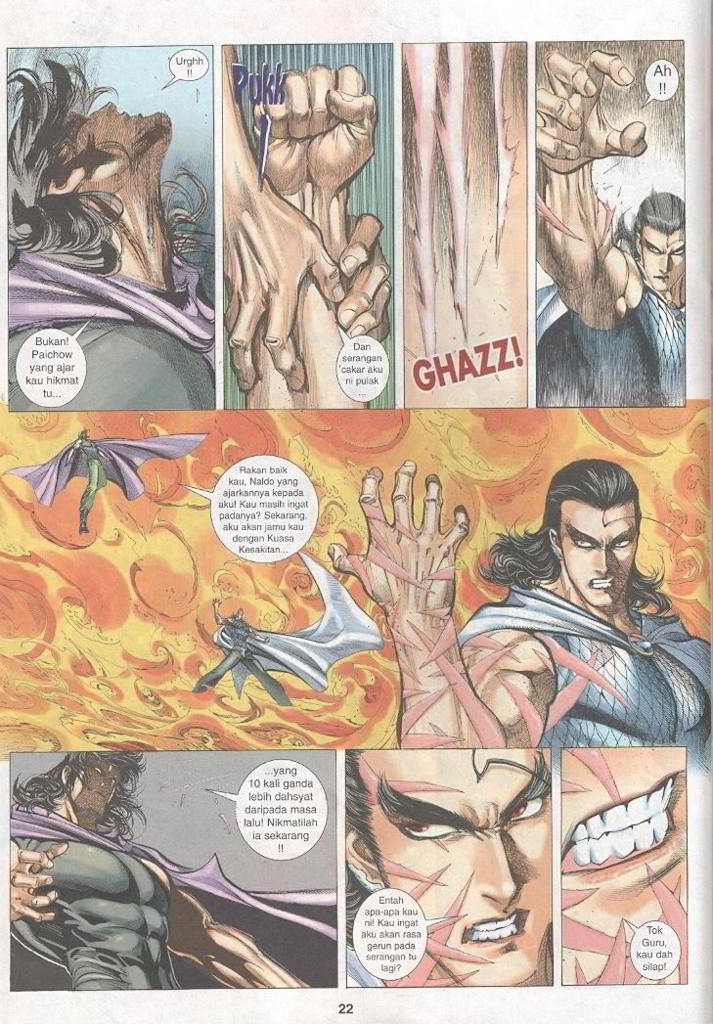 Urghh
!!
Bukan!
Paichow
yang ajar
kau hikmat
tu...
Pukk
!
Dan
serangan
'cakar aku
ni pulak
...
GHAZZ!
Ah
!!
Rakan baik
kau, Naldo yang
ajarkannya kepada
aku! Kau masih ingat
padanya? Sekarang,
aku akan jamu kau
dengan Kuasa
Kesakitan...
...yang
10 kali ganda
lebih dahsyat
daripada masa
lalu! Nikmatilah
ia sekarang
!!
Entah
apa-apa kau
ni! Kau ingat
aku akan rasa
gerun pada
serangan tu
lagi?
Tok
Guru,
kau dah
silap!
22